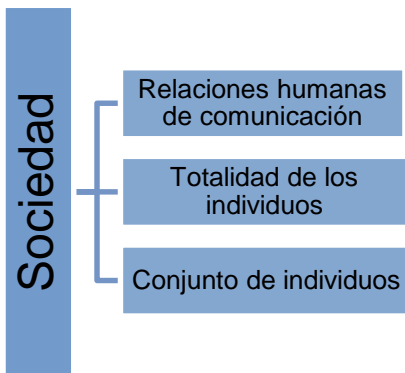 Sociedad
Relaciones humanas
de comunicación
Totalidad de los
individuos
Conjunto de individuos